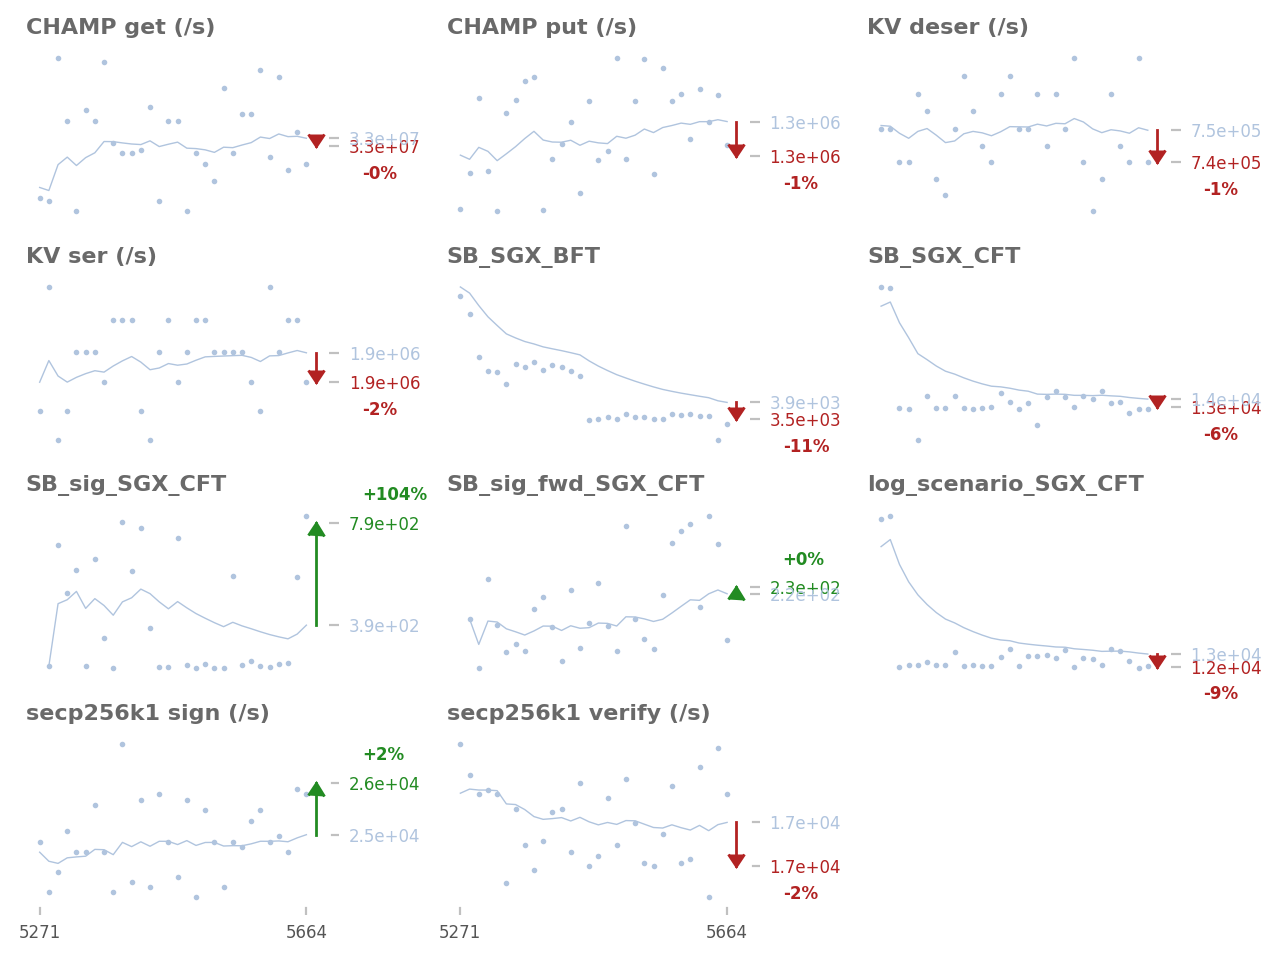 CHAMP get (/s)
3.3e+07
3.3e+07
-0%
CHAMP put (/s)
1.3e+06
1.3e+06
-1%
KV deser (/s)
7.5e+05
7.4e+05
-1%
KV ser (/s)
1.9e+06
1.9e+06
-2%
SB_SGX_BFT
3.9e+03
3.5e+03
-11%
SB_SGX_CFT
1.4e+04
1.3e+04
-6%
SB_sig_SGX_CFT
+104%
7.9e+02
3.9e+02
SB_sig_fwd_SGX_CFT
+0%
2.3e+02
2.2e+02
log_scenario_SGX_CFT
1.3e+04
1.2e+04
-9%
secp256k1 sign (/s)
+2%
2.6e+04
2.5e+04
5271
5664
secp256k1 verify (/s)
1.7e+04
1.7e+04
-2%
5271
5664